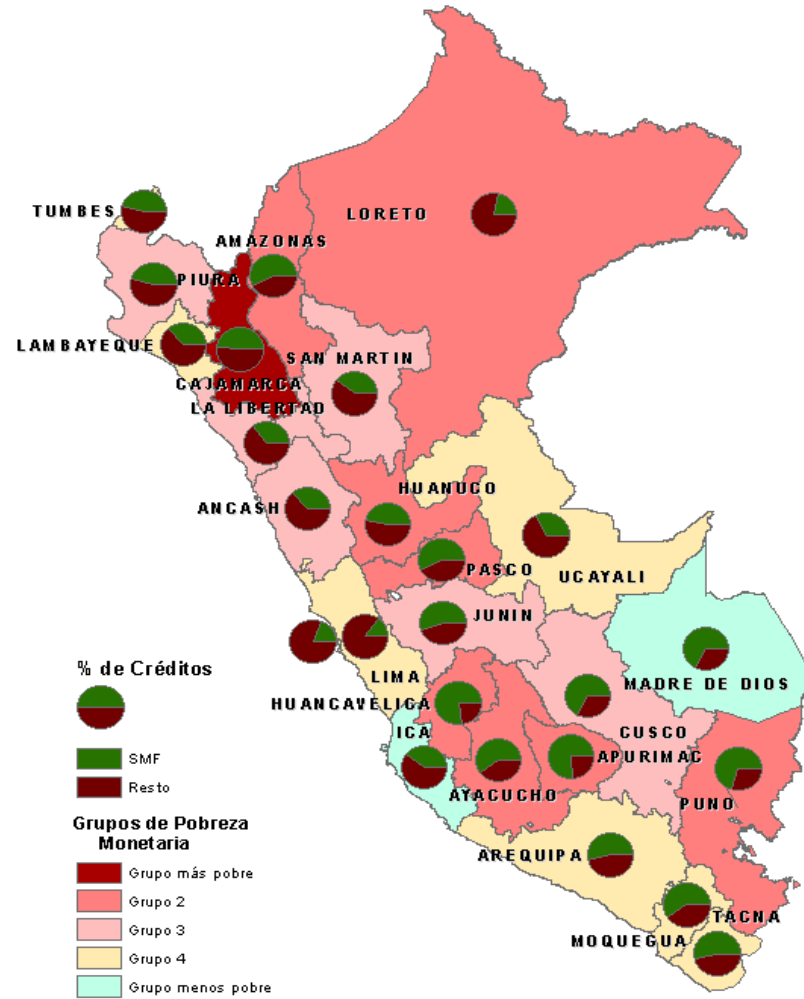 TUMBES
LORETO
AMAZONAS
PIURA
LAMBAYEQUE
SAN MARTIN
CAJAMARCA
LA LIBERTAD
HUANUCO
ANCASH
PASCO
UCAYALI
JUNIN
% de Créditos
LIMA
MADRE DE DIOS
HUANCAVELICA
ICA
CUSCO
SMF
APURIMAC
Resto
AYACUCHO
PUNO
Grupos de Pobreza
Monetaria
AREQUIPA
Grupo más pobre
Grupo 2
TACNA
Grupo 3
MOQUEGUA
Grupo 4
Grupo menos pobre